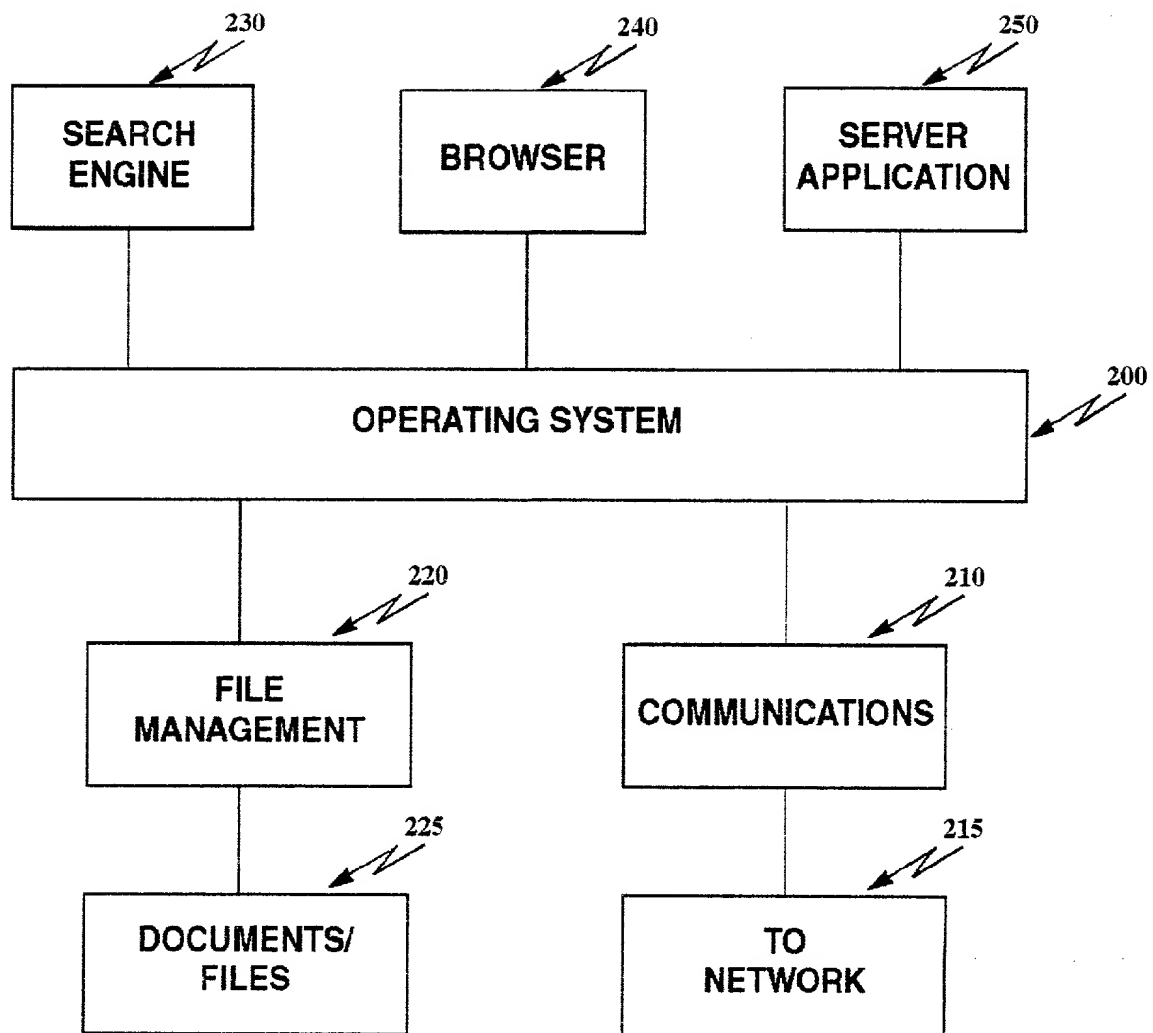 230
240
250
SEARCH
ENGINE
BROWSER
SERVER
APPLICATION
200
OPERATING SYSTEM
220
210
FILE
MANAGEMENT
COMMUNICATIONS
225
215
DOCUMENTS/
FILES
TO
NETWORK